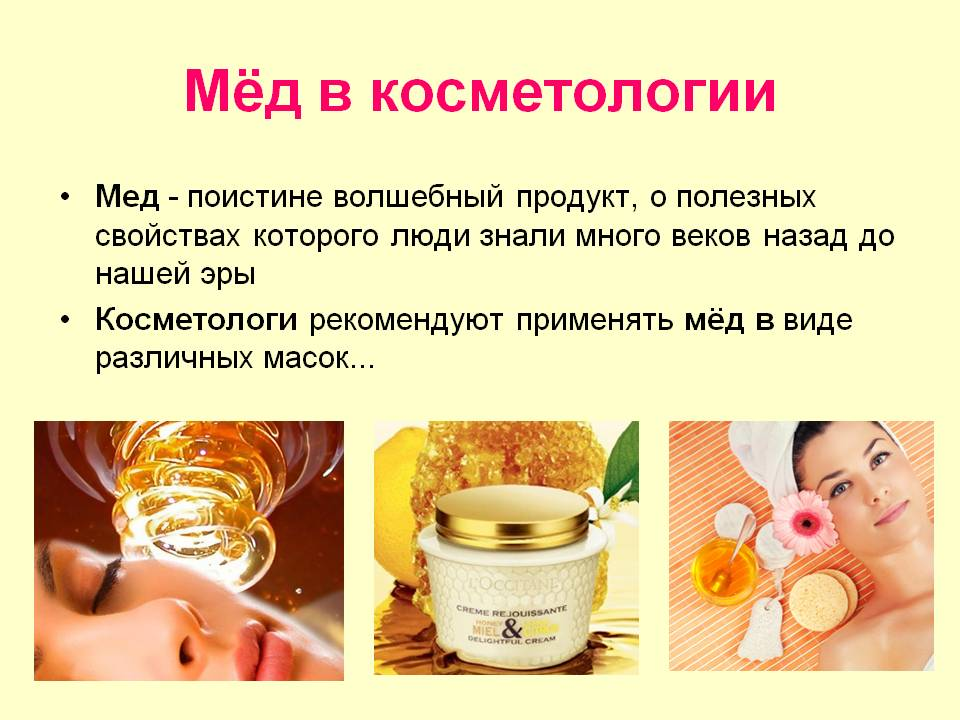 Мёд в косметологии
• Мед - поистине волшебный продукт, о полезных
свойствах которого люди знали много веков назад до
нашей эры
• Косметологи рекомендуют применять мёд в виде
различных масок...
L'OCCITANE
CREME REJOUISSANTE
HONEY
MIEL &
DELIGHTFUL CREAM